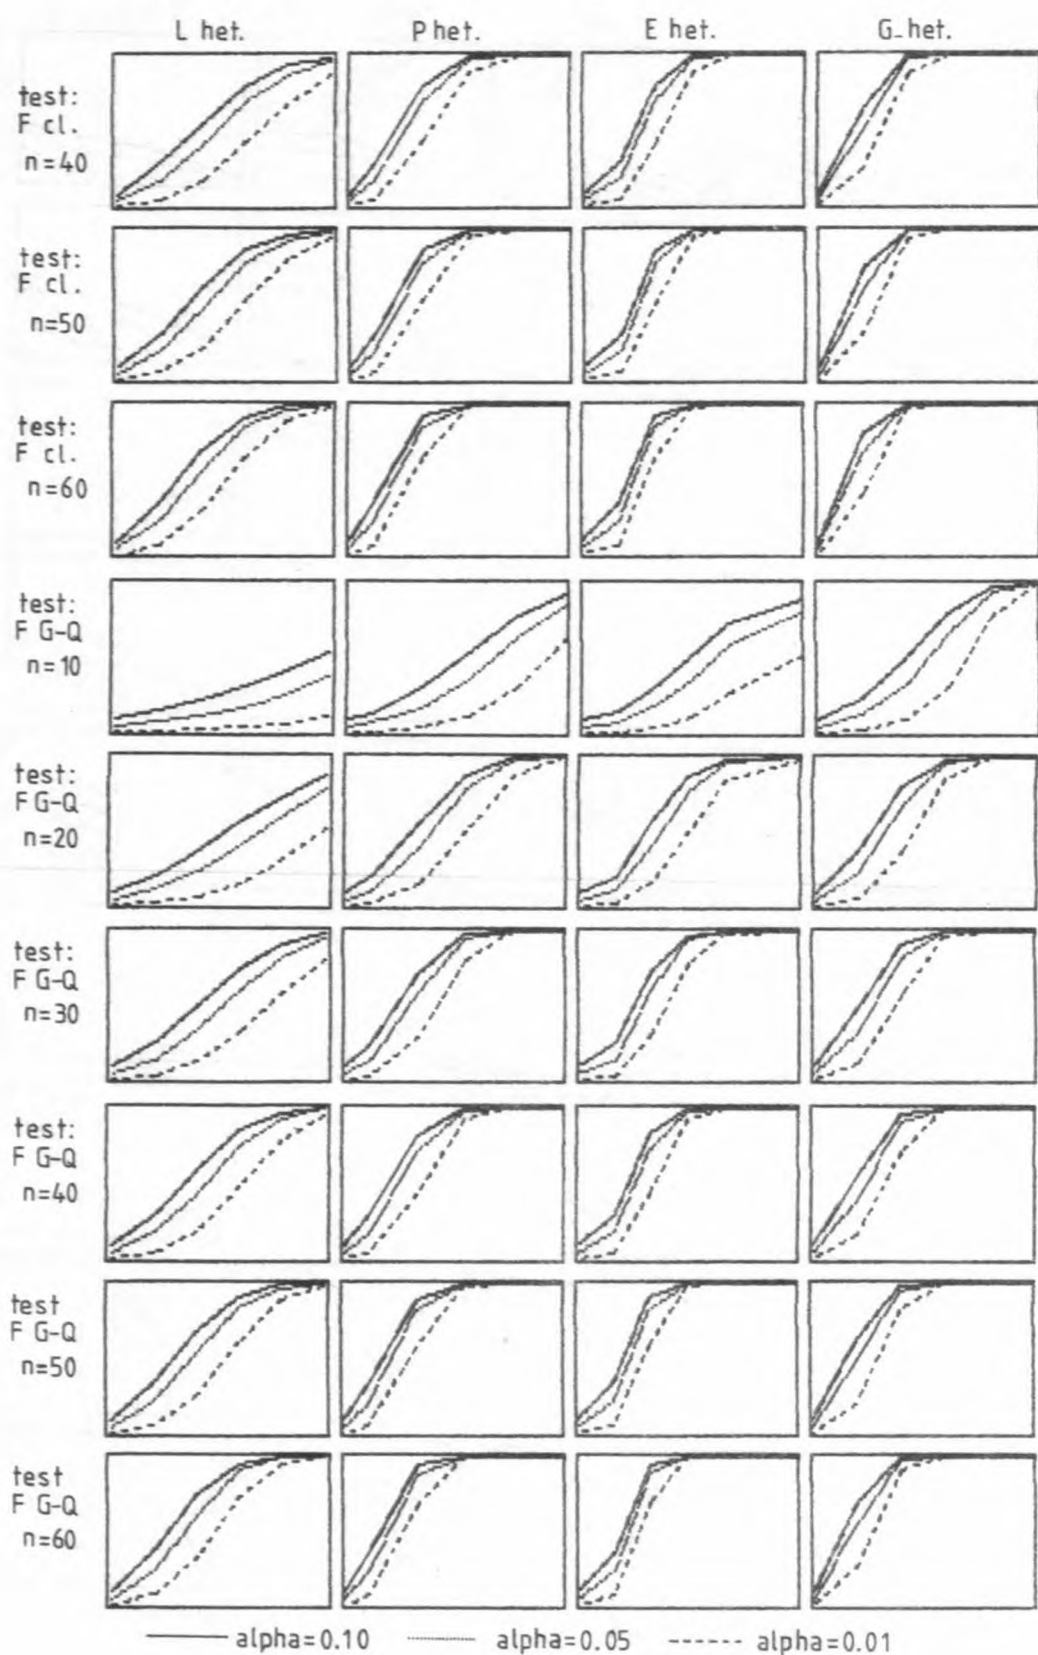 L het. P het. E het. G-het.
test:
F cl.
n=40
test:
F cl.
n=50
test:
F cl.
n=60
test:
F G-Q
n=10
test:
F G-Q
n=20
test:
F G-Q
n=30
test:
F G-Q
n=40
test
F G-Q
n=50
test
F G-Q
n=60
alpha=0.10 alpha=0.05 alpha=0.01